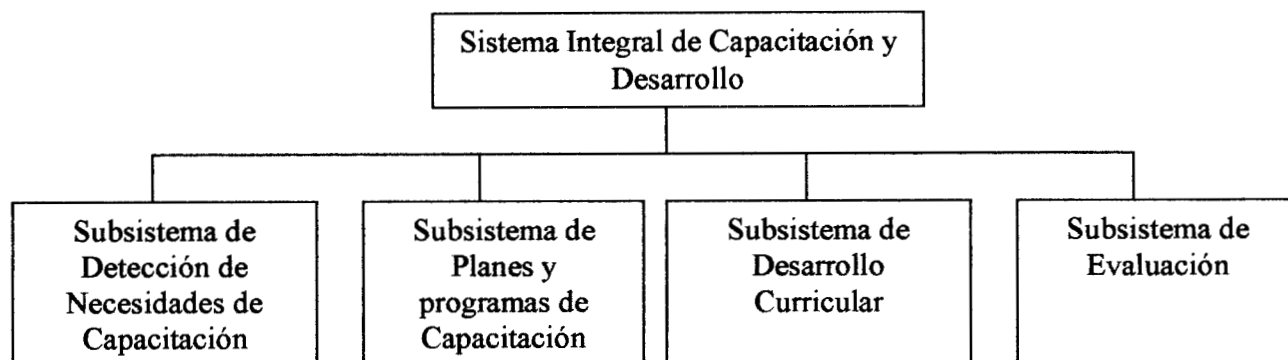 Sistema Integral de Capacitación y
Desarrollo
Subsistema de
Detección de
Necesidades de
Capacitación
Subsistema de
Planes y
programas de
Capacitación
Subsistema de
Desarrollo
Curricular
Subsistema de
Evaluación